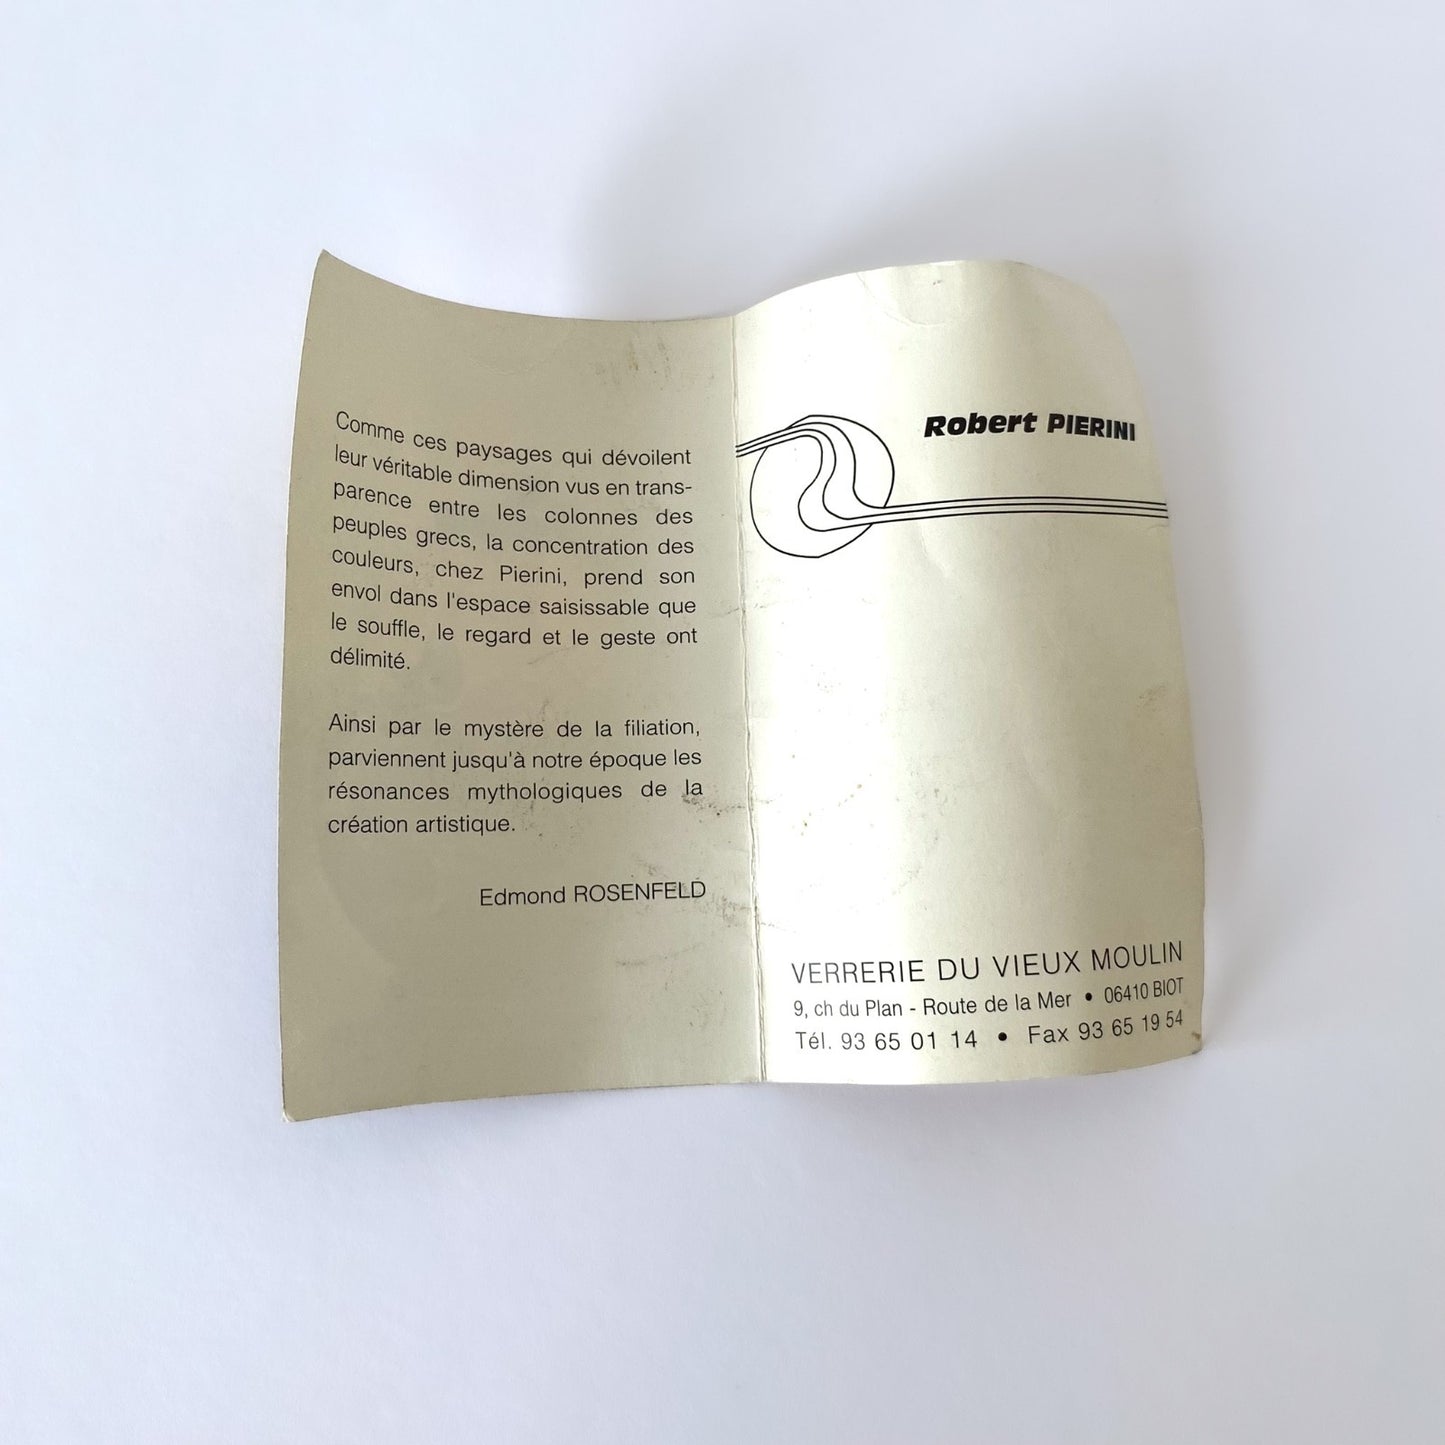 Comme ces paysages qui dévoilent
leur véritable dimension vus en trans-
parence entre les colonnes des
peuples grecs, la concentration des
couleurs, chez Pierini, prend son
envol dans l'espace saisissable que
le souffle, le regard et le geste ont
délimité.
Ainsi par le mystère de la filiation,
parviennent jusqu'à notre époque les
résonances mythologiques de la
création artistique.
Edmond ROSENFELD
Robert PIERINI
VERRERIE DU VIEUX MOULIN
9, ch du Plan - Route de la Mer • 06410 BIOT
Tél. 93 65 01 14 • Fax 93 65 19 54